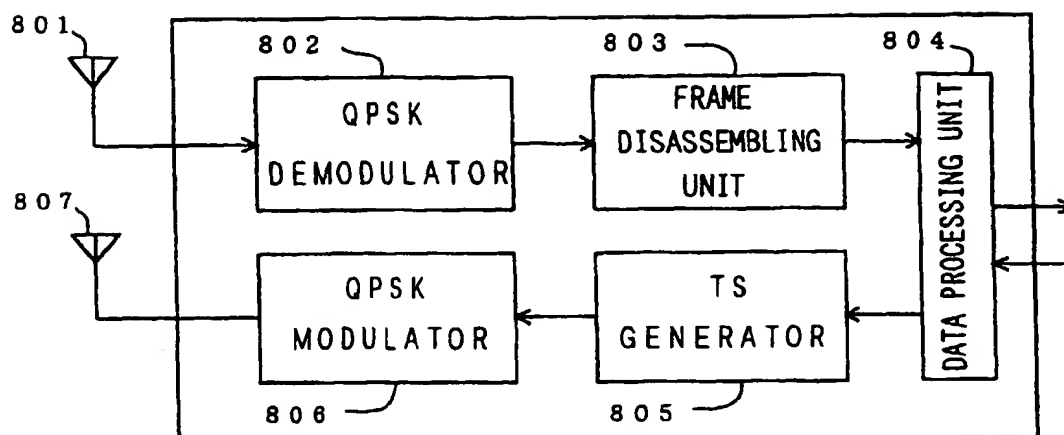 801
802
803
804
QPSK
DEMODULATOR
FRAME
DISASSEMBLING
UNIT
DATA PROCESSING UNIT
807
QPSK
MODULATOR
TS
GENERATOR
806
805